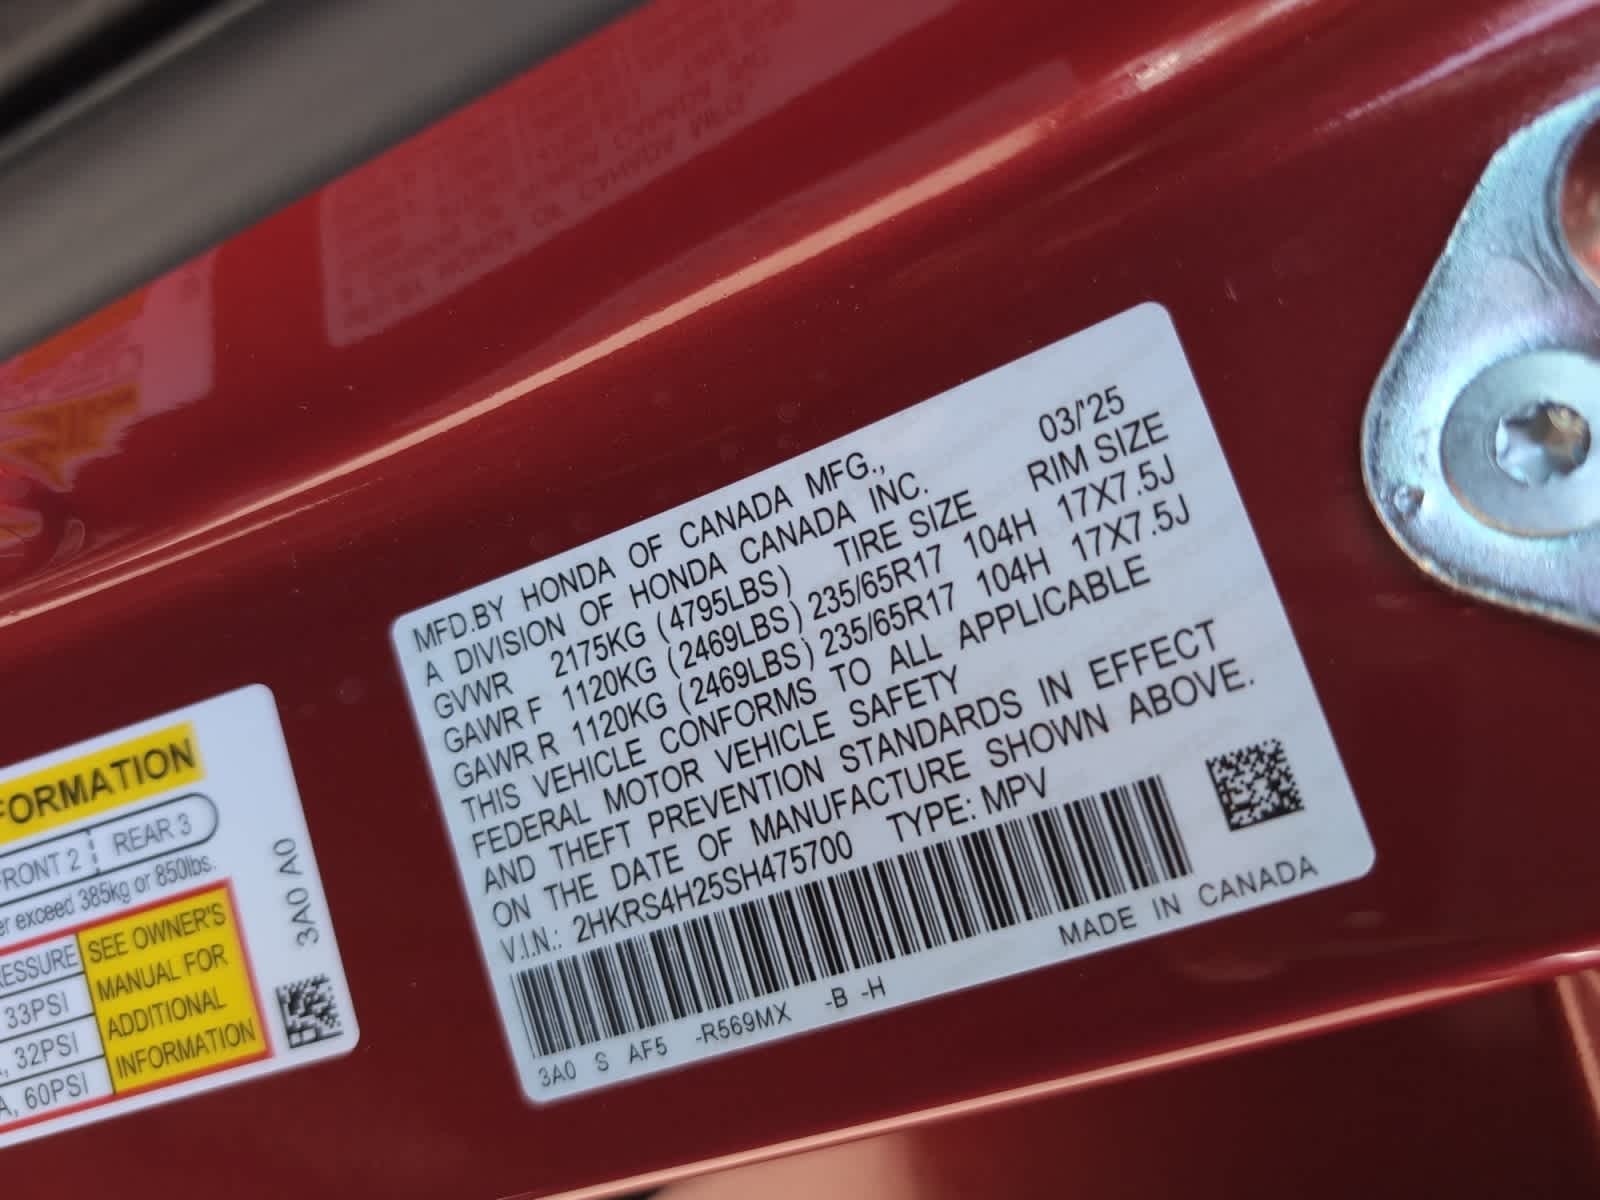 MFD.BY HONDA OF CANADA MFG., 03/'25
A DIVISION OF HONDA CANADA INC.
GVWR 2175KG (4795LBS) TIRE SIZE RIM SIZE
GAWR F 1120KG (2469LBS) 235/65R17 104H 17X7.5J
GAWR R 1120KG (2469LBS) 235/65R17 104H 17X7.5J
THIS VEHICLE CONFORMS TO ALL APPLICABLE
FEDERAL MOTOR VEHICLE SAFETY
AND THEFT PREVENTION STANDARDS IN EFFECT
ON THE DATE OF MANUFACTURE SHOWN ABOVE.
V.I.N.: 2HKRS4H25SH475700 TYPE: MPV
MADE IN CANADA
3A0 S AF5 -R569MX -B -H
FORMATION
FRONT 2 REAR 3
er exceed 385kg or 850lbs.
RESSURE
33PSI
32PSI
A, 60PSI
SEE OWNER'S
MANUAL FOR
ADDITIONAL
INFORMATION
3A0 A0